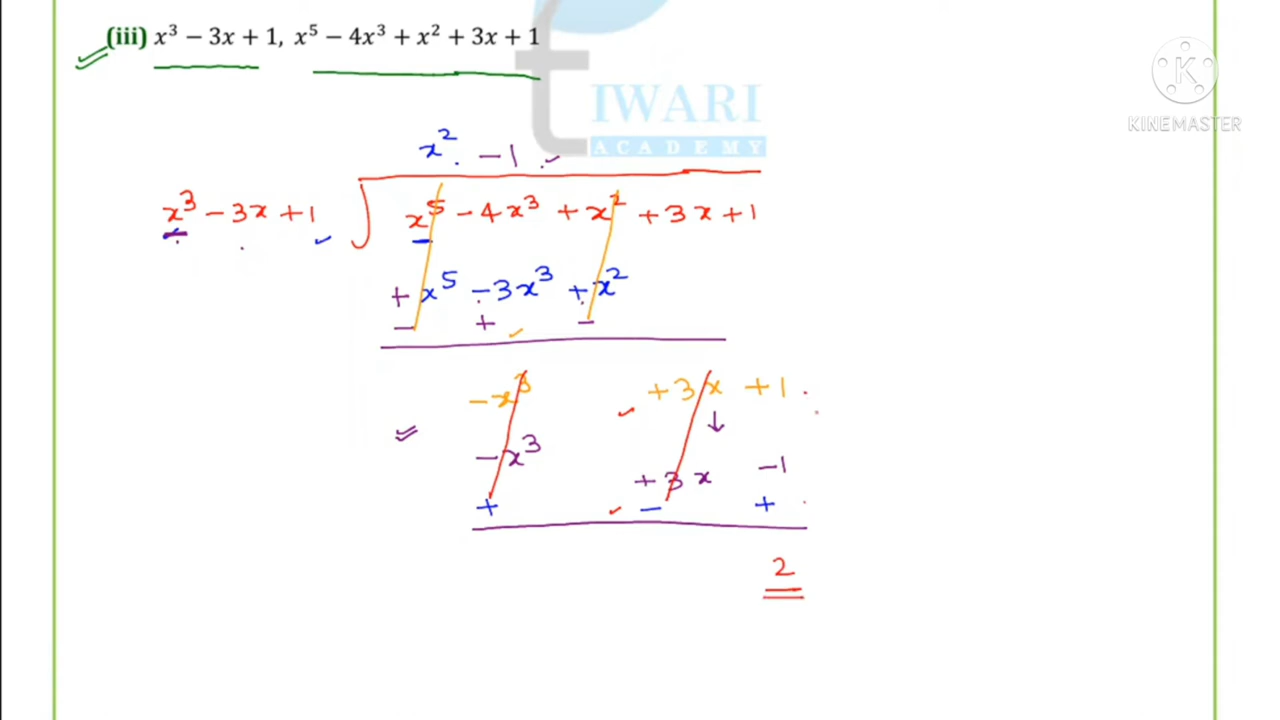 (iii) x³ − 3x + 1, x⁵ − 4x³ + x² + 3x + 1
t
IWARI
ACADEMY
K
KINEMASTER
x² − 1
x³ − 3x + 1 x⁵ − 4x³ + x² + 3x + 1
+ x⁵ − 3x³ + x²
− + −
− x³ + 3x + 1
− x³ + 3x − 1
+ − +
2